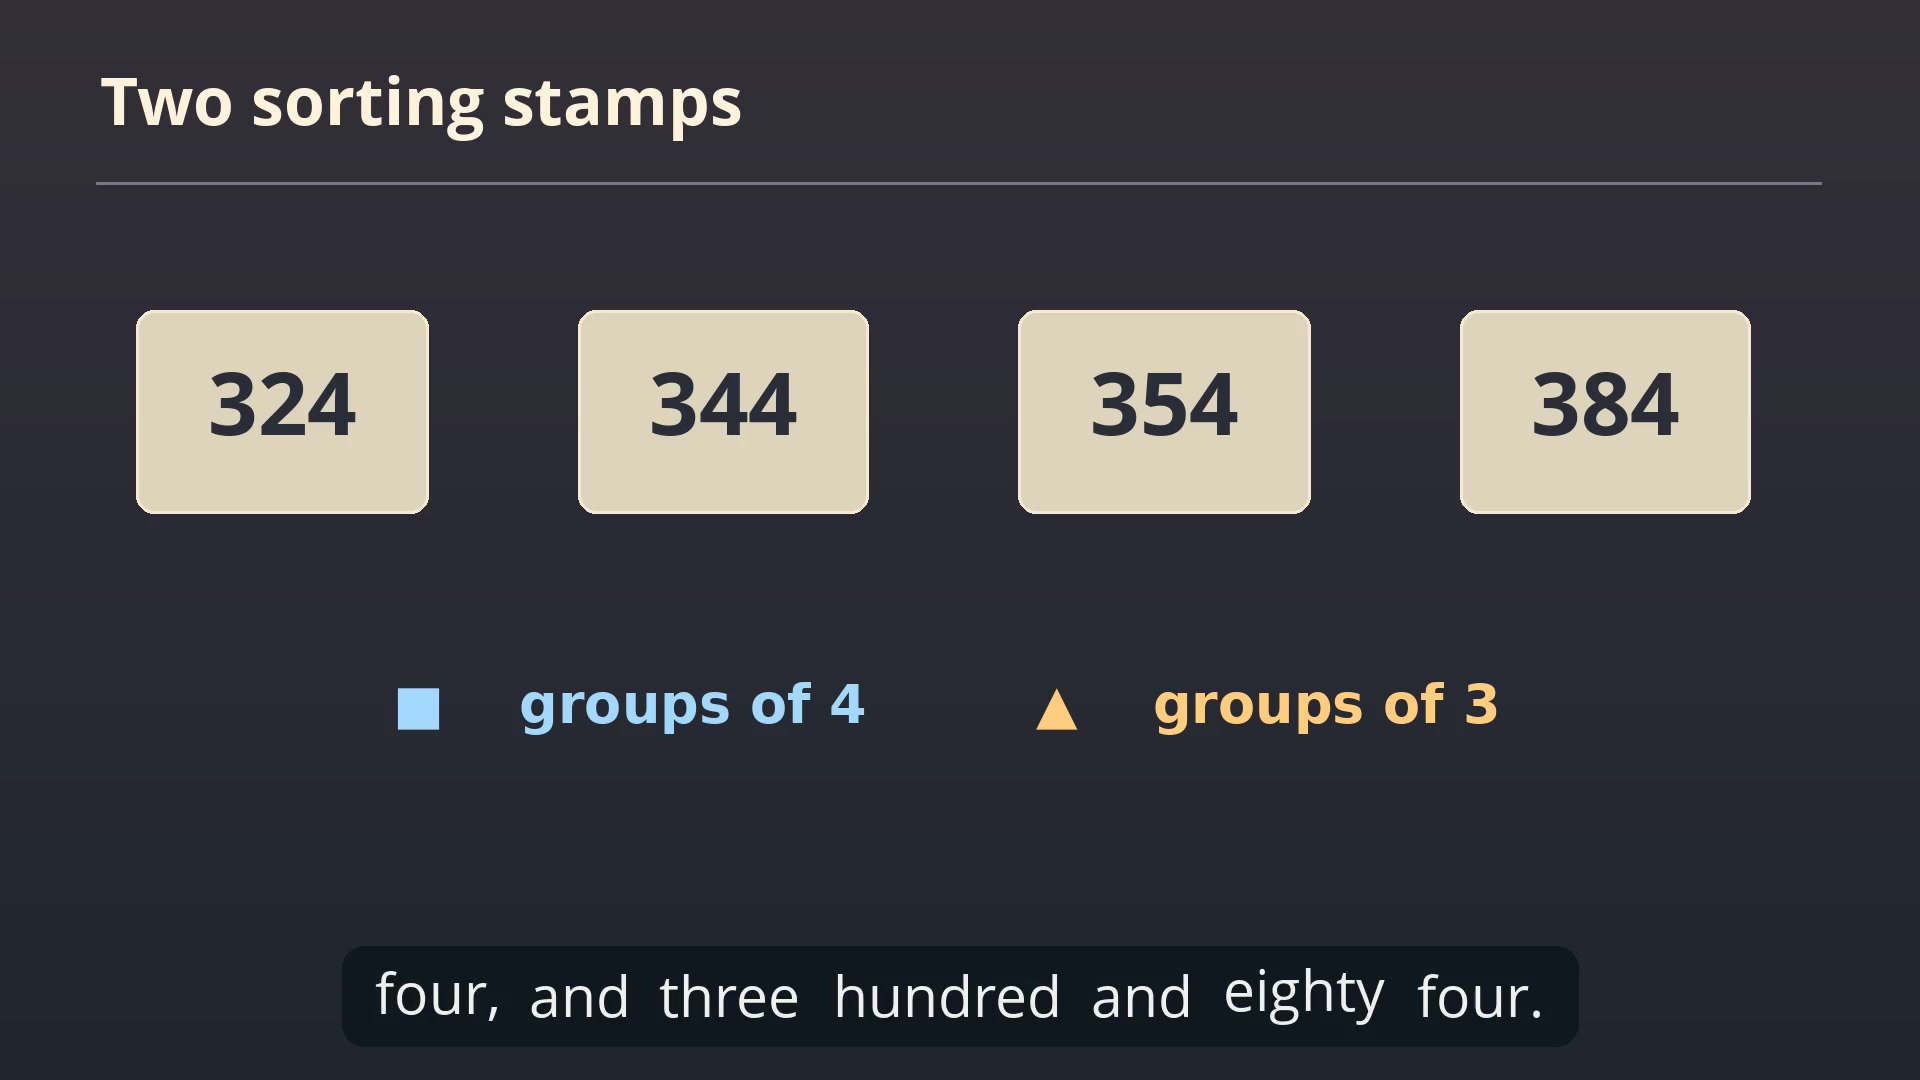 Two sorting stamps
324 344 354 384
■ groups of 4 ▲ groups of 3
four, and three hundred and eighty four.